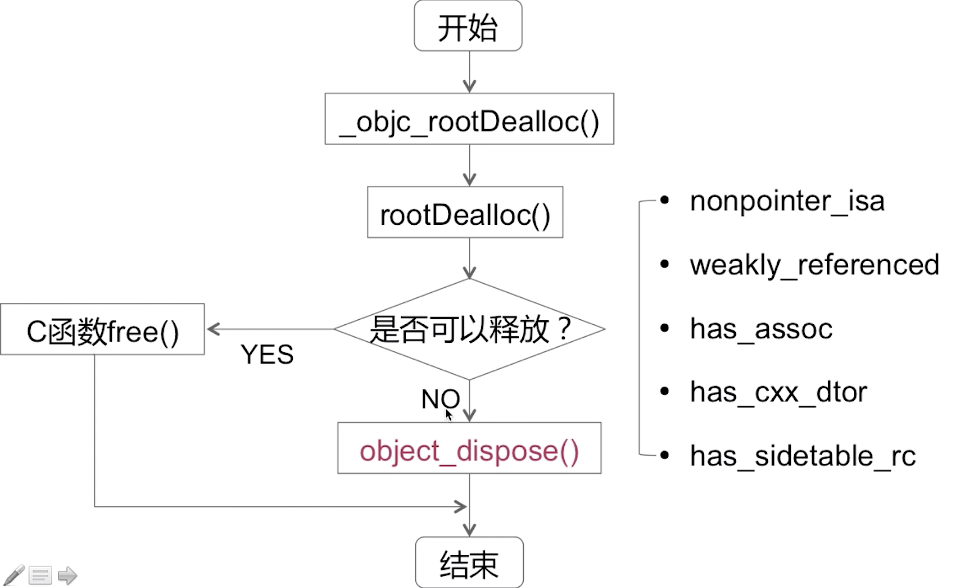 开始
_objc_rootDealloc()
rootDealloc()
是否可以释放？
YES
C函数free()
NO
object_dispose()
结束
• nonpointer_isa
• weakly_referenced
• has_assoc
• has_cxx_dtor
• has_sidetable_rc